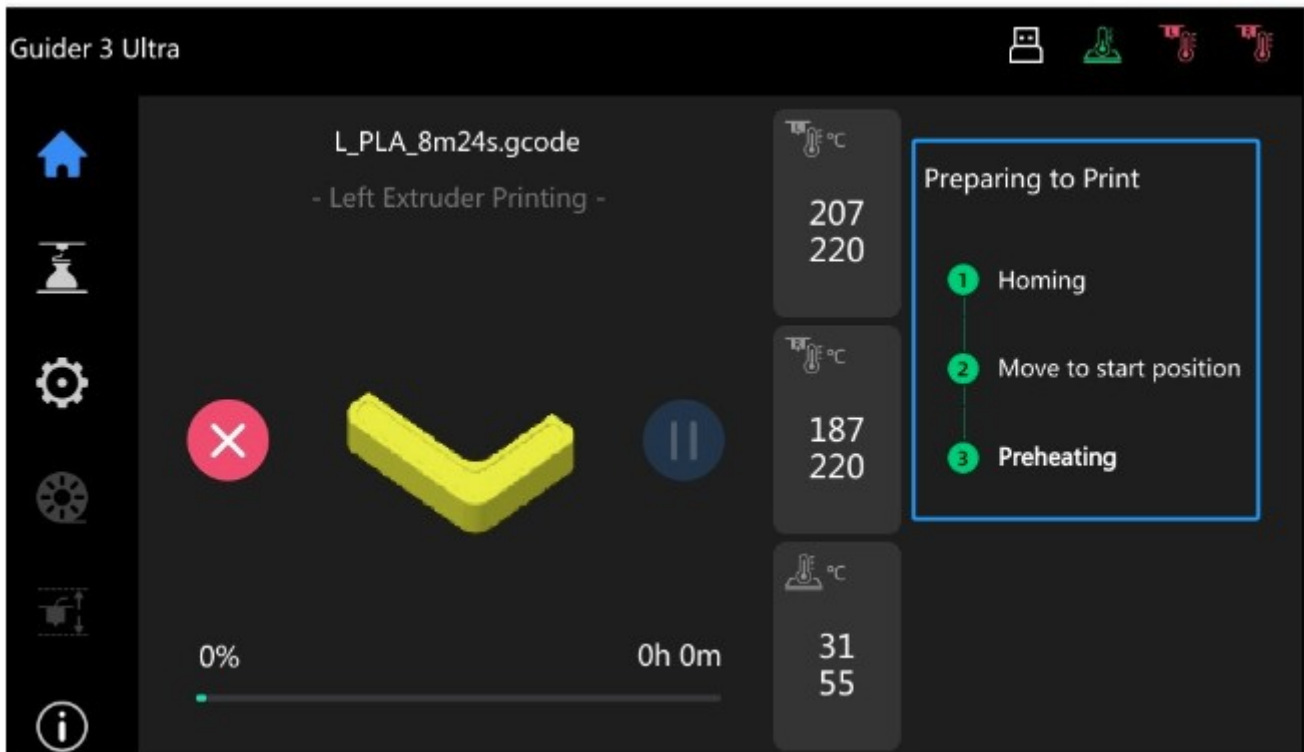 Guider 3 Ultra
L_PLA_8m24s.gcode
- Left Extruder Printing -
0%
0h 0m
L °C
207
220
°C
187
220
°C
31
55
Preparing to Print
1 Homing
2 Move to start position
3 Preheating